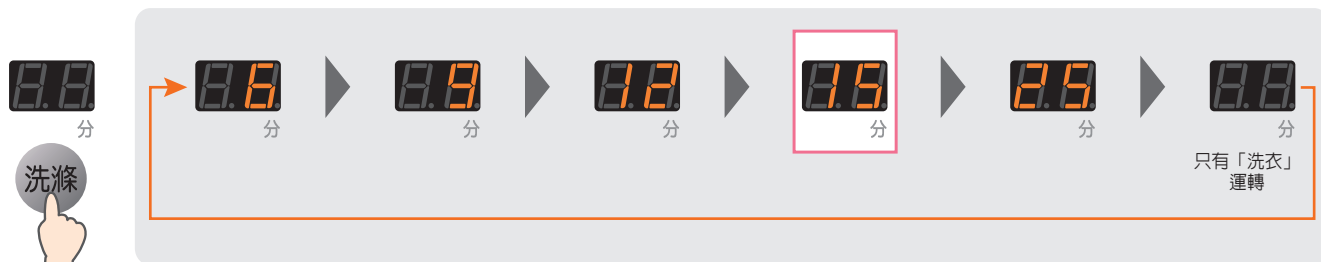 6 9 12 15 25
分 分 分 分 分 分 分
洗滌
只有「洗衣」
運轉